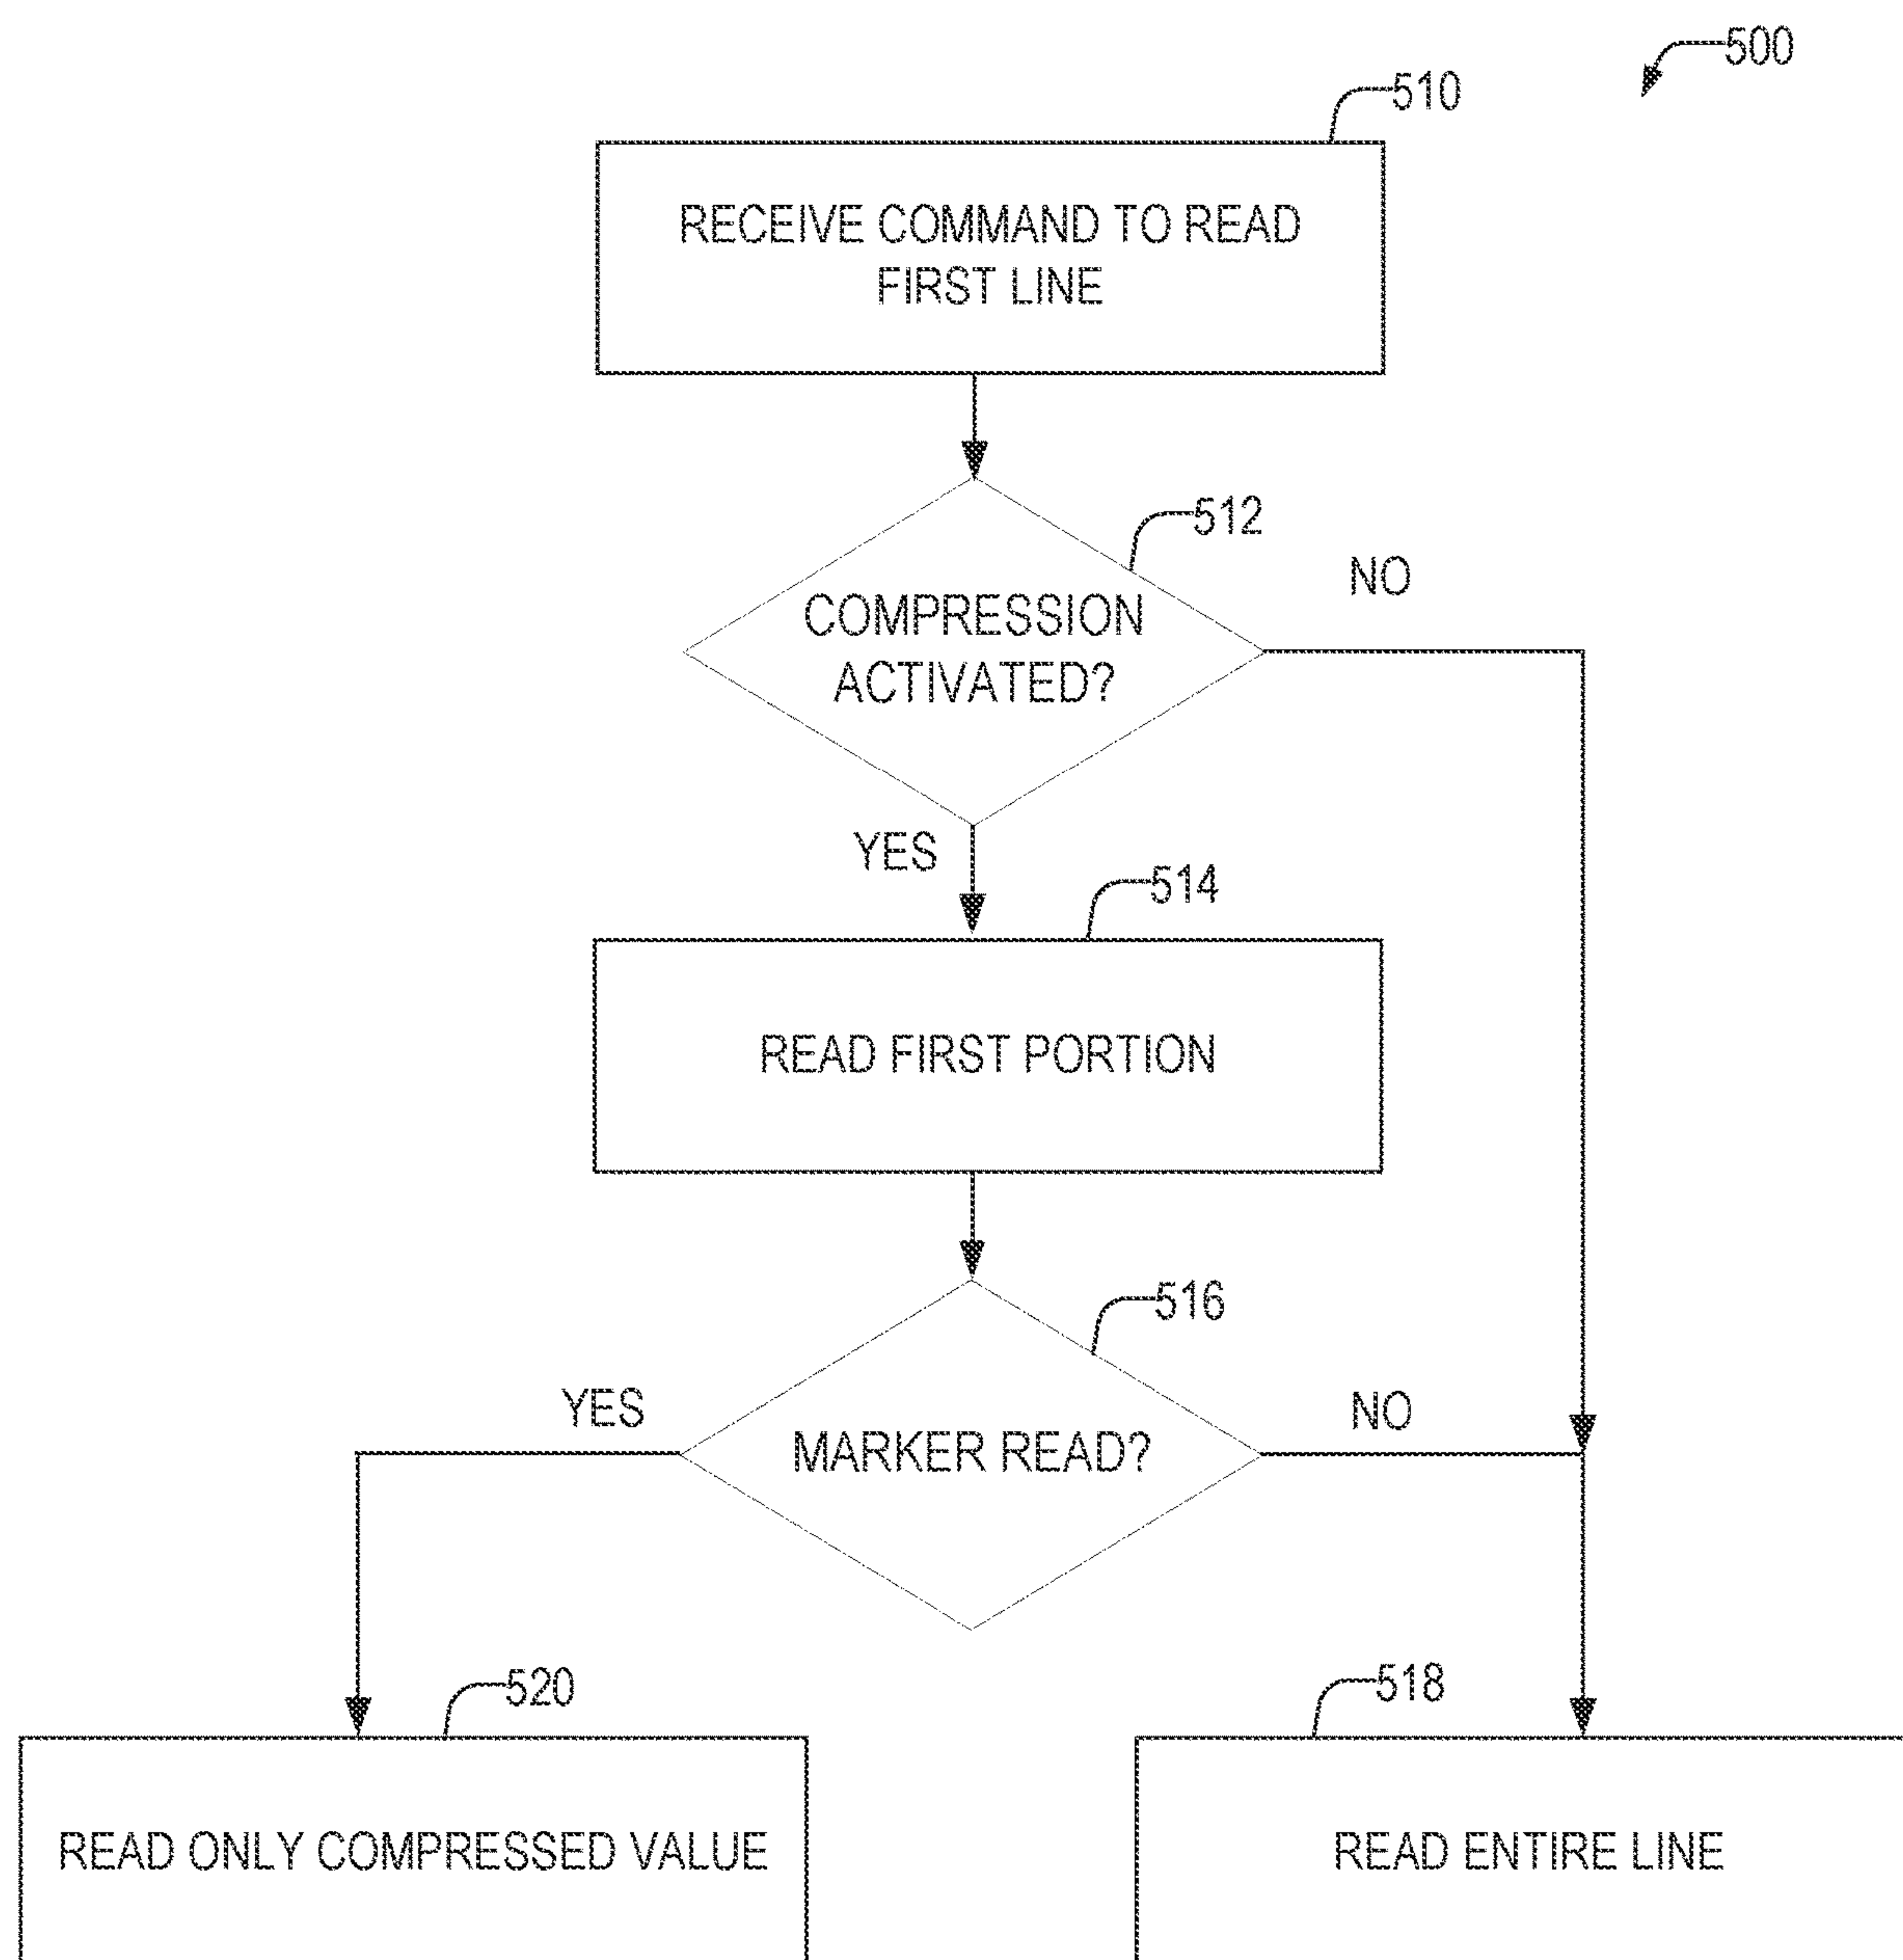 500
510
RECEIVE COMMAND TO READ
FIRST LINE
512
NO
COMPRESSION
ACTIVATED?
YES
514
READ FIRST PORTION
516
YES
NO
MARKER READ?
520
518
READ ONLY COMPRESSED VALUE
READ ENTIRE LINE